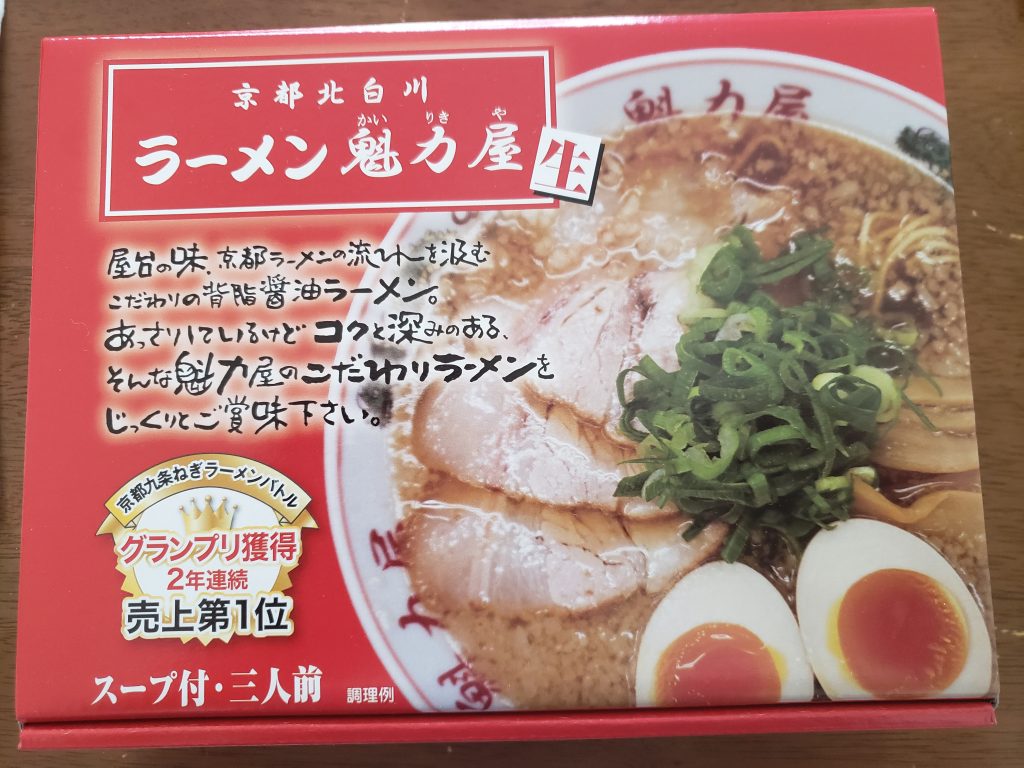 京都北白川
かいりきや
ラーメン魁力屋
生
屋台の味、京都ラーメンの流れを汲む
こだわりの背脂醤油ラーメン。
あっさりしているけどコクと深みのある、
そんな魁力屋のこだわりラーメンを
じっくりとご賞味下さい。
京都九条ねぎラーメンバトル
グランプリ獲得
2年連続
売上第1位
スープ付・三人前
調理例
魁力屋
魁力屋